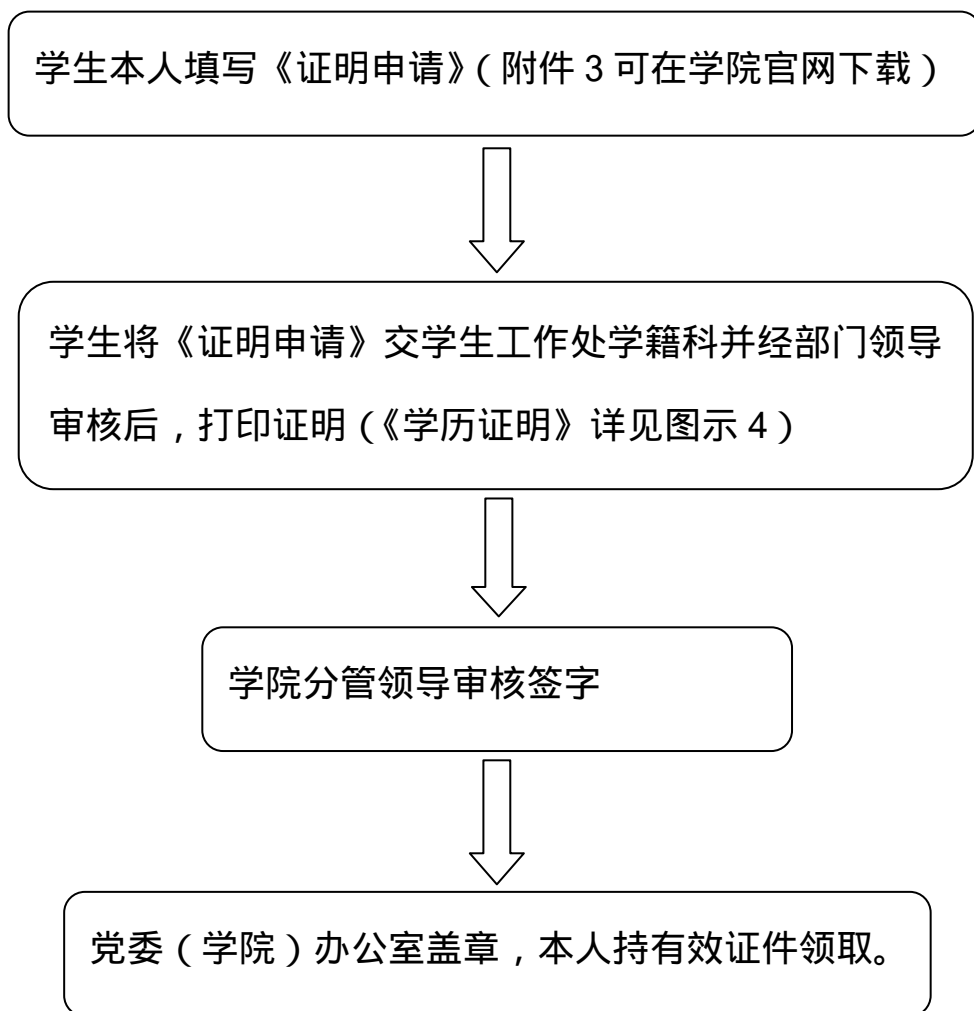 学生本人填写《证明申请》（附件 3 可在学院官网下载）
学生将《证明申请》交学生工作处学籍科并经部门领导
审核后，打印证明（《学历证明》详见图示 4）
学院分管领导审核签字
党委（学院）办公室盖章，本人持有效证件领取。